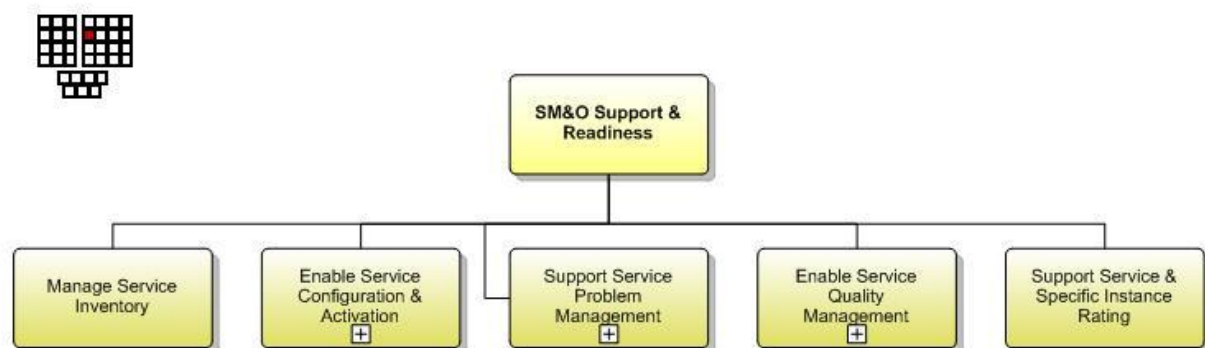 SM&O Support &
Readiness
Manage Service
Inventory
Enable Service
Configuration &
Activation
Support Service
Problem
Management
Enable Service
Quality
Management
Support Service &
Specific Instance
Rating